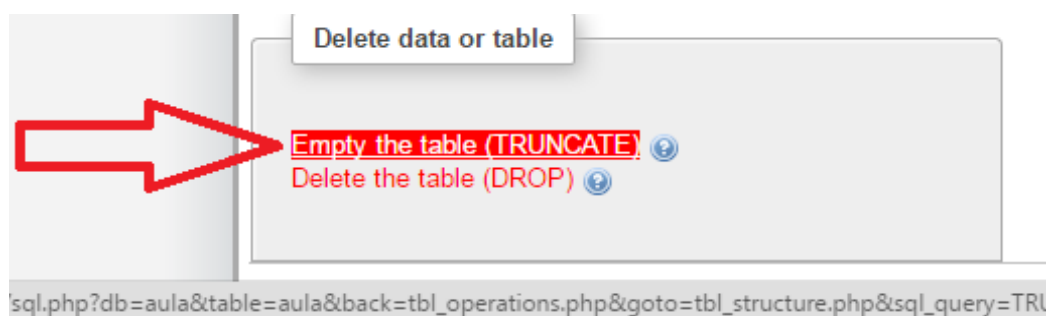 Delete data or table
Empty the table (TRUNCATE)
Delete the table (DROP)
/sql.php?db=aula&table=aula&back=tbl_operations.php&goto=tbl_structure.php&sql_query=TRU